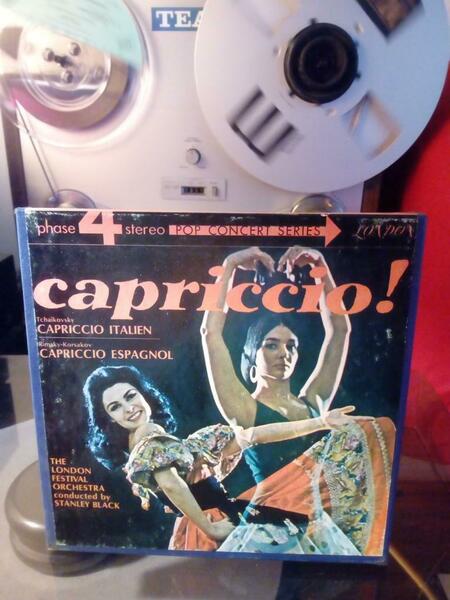 TEA
phase 4 stereo POP CONCERT SERIES LONDON
capriccio!
Tchaikovsky
CAPRICCIO ITALIEN
Rimsky-Korsakov
CAPRICCIO ESPAGNOL
THE
LONDON
FESTIVAL
ORCHESTRA
conducted by
STANLEY BLACK